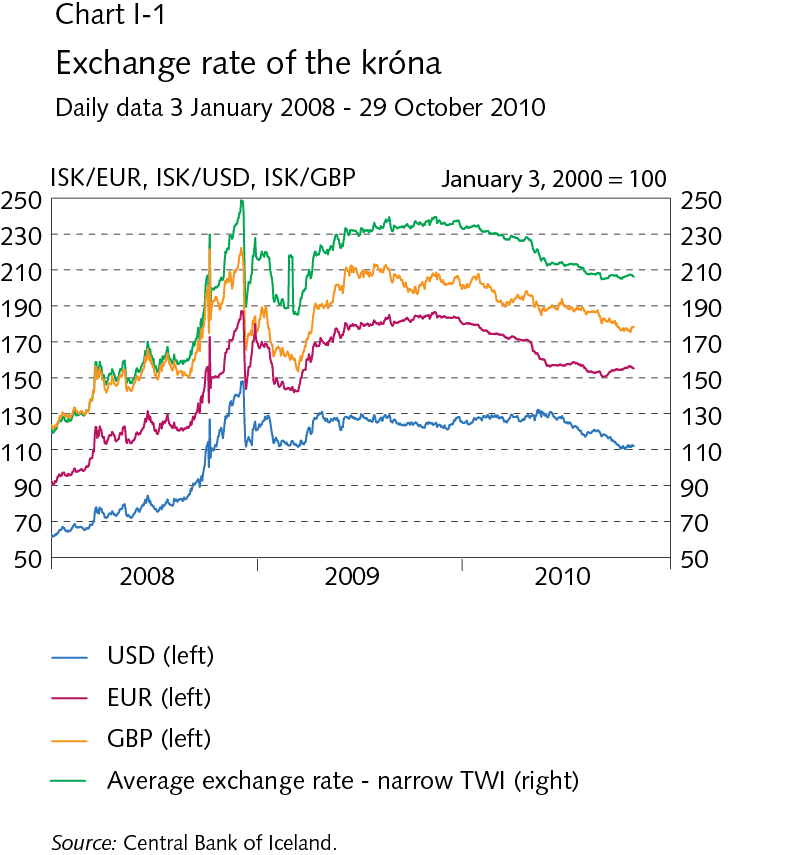 Chart I-1
Exchange rate of the króna
Daily data 3 January 2008 - 29 October 2010
ISK/EUR, ISK/USD, ISK/GBP January 3, 2000 = 100
250 250
230 230
210 210
190 190
170 170
150 150
130 130
110 110
90 90
70 70
50 50
2008 2009 2010
USD (left)
EUR (left)
GBP (left)
Average exchange rate - narrow TWI (right)
Source: Central Bank of Iceland.